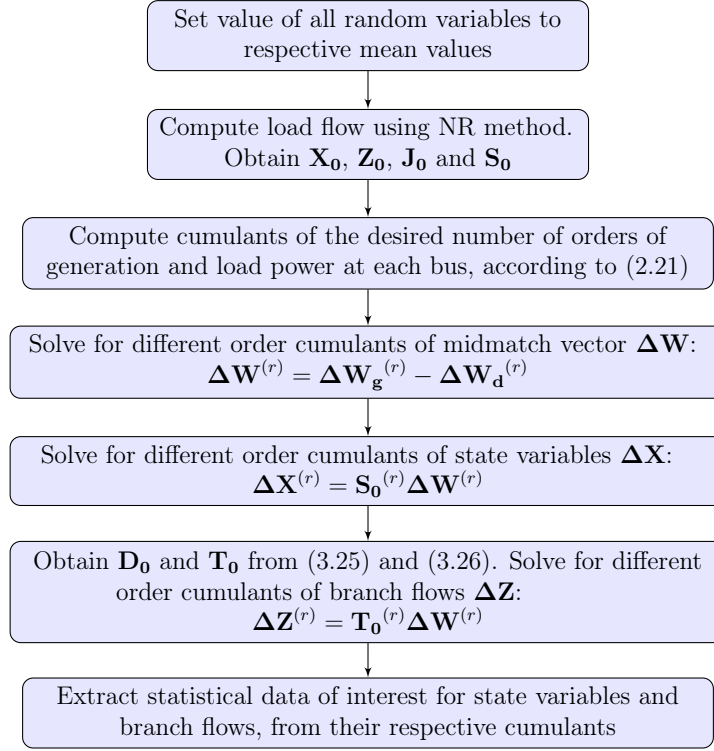 Set value of all random variables to
respective mean values
Compute load flow using NR method.
Obtain X₀, Z₀, J₀ and S₀
Compute cumulants of the desired number of orders of
generation and load power at each bus, according to (2.21)
Solve for different order cumulants of midmatch vector ΔW:
ΔW⁽ʳ⁾ = ΔW_g⁽ʳ⁾ − ΔW_d⁽ʳ⁾
Solve for different order cumulants of state variables ΔX:
ΔX⁽ʳ⁾ = S₀⁽ʳ⁾ΔW⁽ʳ⁾
Obtain D₀ and T₀ from (3.25) and (3.26). Solve for different
order cumulants of branch flows ΔZ:
ΔZ⁽ʳ⁾ = T₀⁽ʳ⁾ΔW⁽ʳ⁾
Extract statistical data of interest for state variables and
branch flows, from their respective cumulants